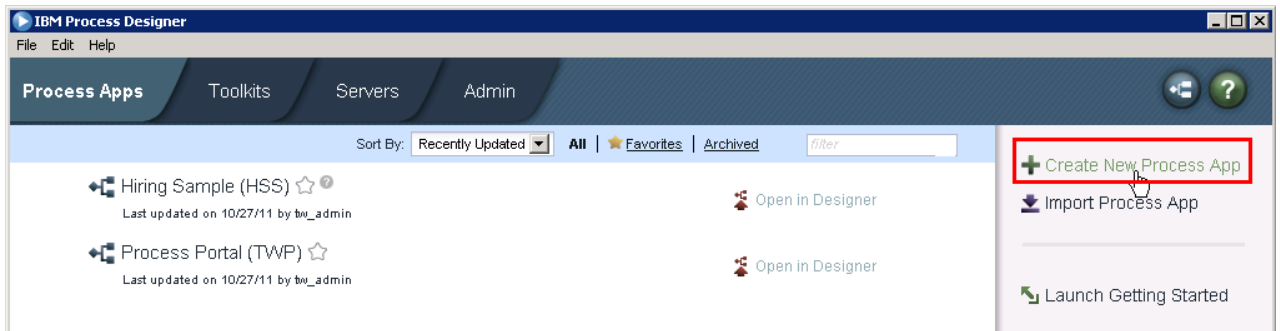 IBM Process Designer
File Edit Help
Process Apps Toolkits Servers Admin ?
Sort By: Recently Updated All | Favorites | Archived filter
Create New Process App
Hiring Sample (HSS) ?
Last updated on 10/27/11 by tw_admin
Open in Designer
Import Process App
Process Portal (TWP)
Last updated on 10/27/11 by tw_admin
Open in Designer
Launch Getting Started